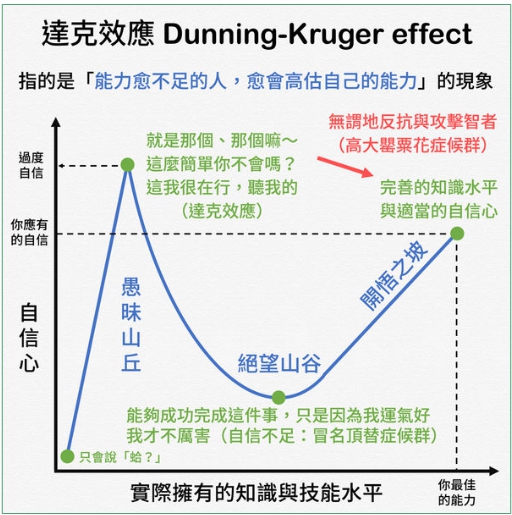 達克效應 Dunning-Kruger effect
指的是「能力愈不足的人，愈會高估自己的能力」的現象
無謂地反抗與攻擊智者
（高大罌粟花症候群）
就是那個、那個嘛～
這麼簡單你不會嗎？
這我很在行，聽我的
（達克效應）
過度
自信
完善的知識水平
與適當的自信心
你應有
的自信
愚昧山丘
開悟之坡
自信心
絕望山谷
能夠成功完成這件事，只是因為我運氣好
我才不厲害（自信不足：冒名頂替症候群）
只會說「蛤？」
實際擁有的知識與技能水平
你最佳
的能力